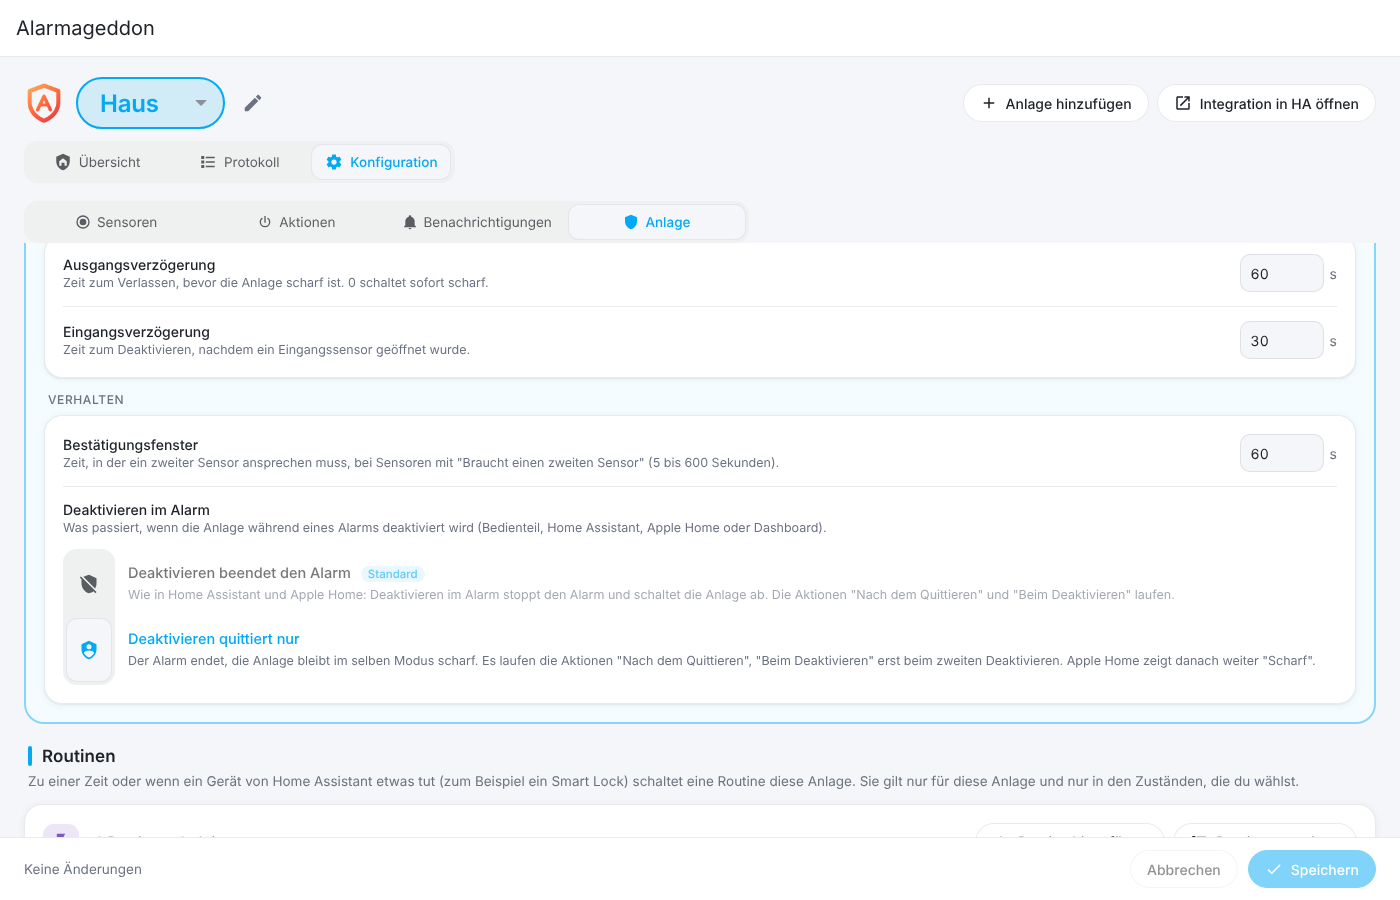 Alarmageddon
Haus
Anlage hinzufügen
Integration in HA öffnen
Übersicht
Protokoll
Konfiguration
Sensoren
Aktionen
Benachrichtigungen
Anlage
Ausgangsverzögerung
Zeit zum Verlassen, bevor die Anlage scharf ist. 0 schaltet sofort scharf.
60 s
Eingangsverzögerung
Zeit zum Deaktivieren, nachdem ein Eingangssensor geöffnet wurde.
30 s
VERHALTEN
Bestätigungsfenster
Zeit, in der ein zweiter Sensor ansprechen muss, bei Sensoren mit "Braucht einen zweiten Sensor" (5 bis 600 Sekunden).
60 s
Deaktivieren im Alarm
Was passiert, wenn die Anlage während eines Alarms deaktiviert wird (Bedienteil, Home Assistant, Apple Home oder Dashboard).
Deaktivieren beendet den Alarm Standard
Wie in Home Assistant und Apple Home: Deaktivieren im Alarm stoppt den Alarm und schaltet die Anlage ab. Die Aktionen "Nach dem Quittieren" und "Beim Deaktivieren" laufen.
Deaktivieren quittiert nur
Der Alarm endet, die Anlage bleibt im selben Modus scharf. Es laufen die Aktionen "Nach dem Quittieren", "Beim Deaktivieren" erst beim zweiten Deaktivieren. Apple Home zeigt danach weiter "Scharf".
Routinen
Zu einer Zeit oder wenn ein Gerät von Home Assistant etwas tut (zum Beispiel ein Smart Lock) schaltet eine Routine diese Anlage. Sie gilt nur für diese Anlage und nur in den Zuständen, die du wählst.
Keine Änderungen
Abbrechen
Speichern